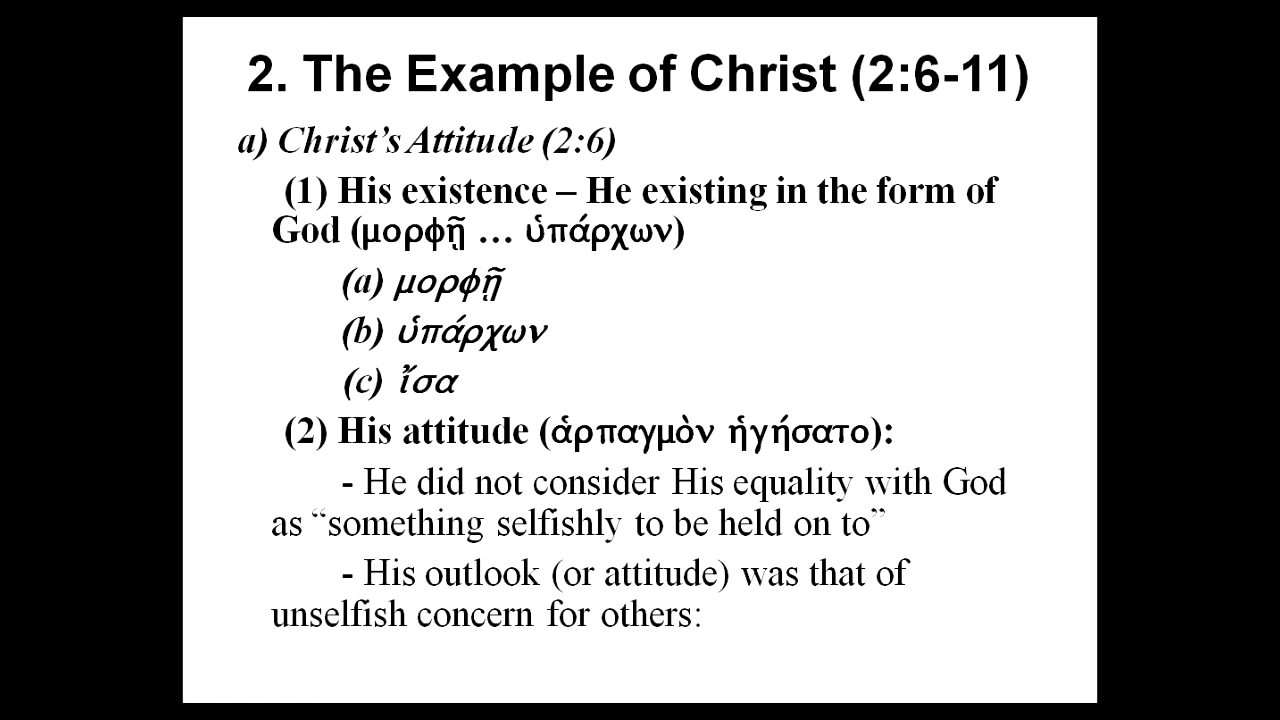 2. The Example of Christ (2:6-11)
a) Christ’s Attitude (2:6)
(1) His existence – He existing in the form of
God (μορφῇ … ὑπάρχων)
(a) μορφῇ
(b) ὑπάρχων
(c) ἴσα
(2) His attitude (ἁρπαγμὸν ἡγήσατο):
- He did not consider His equality with God
as “something selfishly to be held on to”
- His outlook (or attitude) was that of
unselfish concern for others: